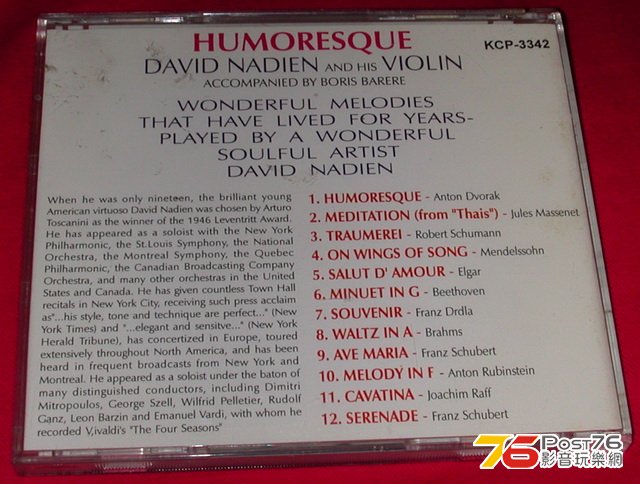 HUMORESQUE
KCP-3342
DAVID NADIEN AND HIS VIOLIN
ACCOMPANIED BY BORIS BARERE
WONDERFUL MELODIES
THAT HAVE LIVED FOR YEARS-
PLAYED BY A WONDERFUL
SOULFUL ARTIST
DAVID NADIEN
When he was only nineteen, the brilliant young
American virtuoso David Nadien was chosen by Arturo
Toscanini as the winner of the 1946 Leventritt Award.
He has appeared as a soloist with the New York
Philharmonic, the St.Louis Symphony, the National
Orchestra, the Montreal Symphony, the Quebec
Philharmonic, the Canadian Broadcasting Company
Orchestra, and many other orchestras in the United
States and Canada. He has given countless Town Hall
recitals in New York City, receiving such press acclaim
as"...his style, tone and technique are perfect..." (New
York Times) and "...elegant and sensitve..." (New York
Herald Tribune), has concertized in Europe, toured
extensively throughout North America, and has been
heard in frequent broadcasts from New York and
Montreal. He appeared as a soloist under the baton of
many distinguished conductors, including Dimitri
Mitropoulos, George Szell, Wilfrid Pelletier, Rudolf
Ganz, Leon Barzin and Emanuel Vardi, with whom he
recorded V,ivaldi's "The Four Seasons"
1. HUMORESQUE - Anton Dvorak
2. MEDITATION (from "Thais") - Jules Massenet
3. TRAUMEREI - Robert Schumann
4. ON WINGS OF SONG - Mendelssohn
5. SALUT D' AMOUR - Elgar
6. MINUET IN G - Beethoven
7. SOUVENIR - Franz Drdla
8. WALTZ IN A - Brahms
9. AVE MARIA - Franz Schubert
10. MELODY IN F - Anton Rubinstein
11. CAVATINA - Joachim Raff
12. SERENADE - Franz Schubert
76 Post76
影音玩樂網